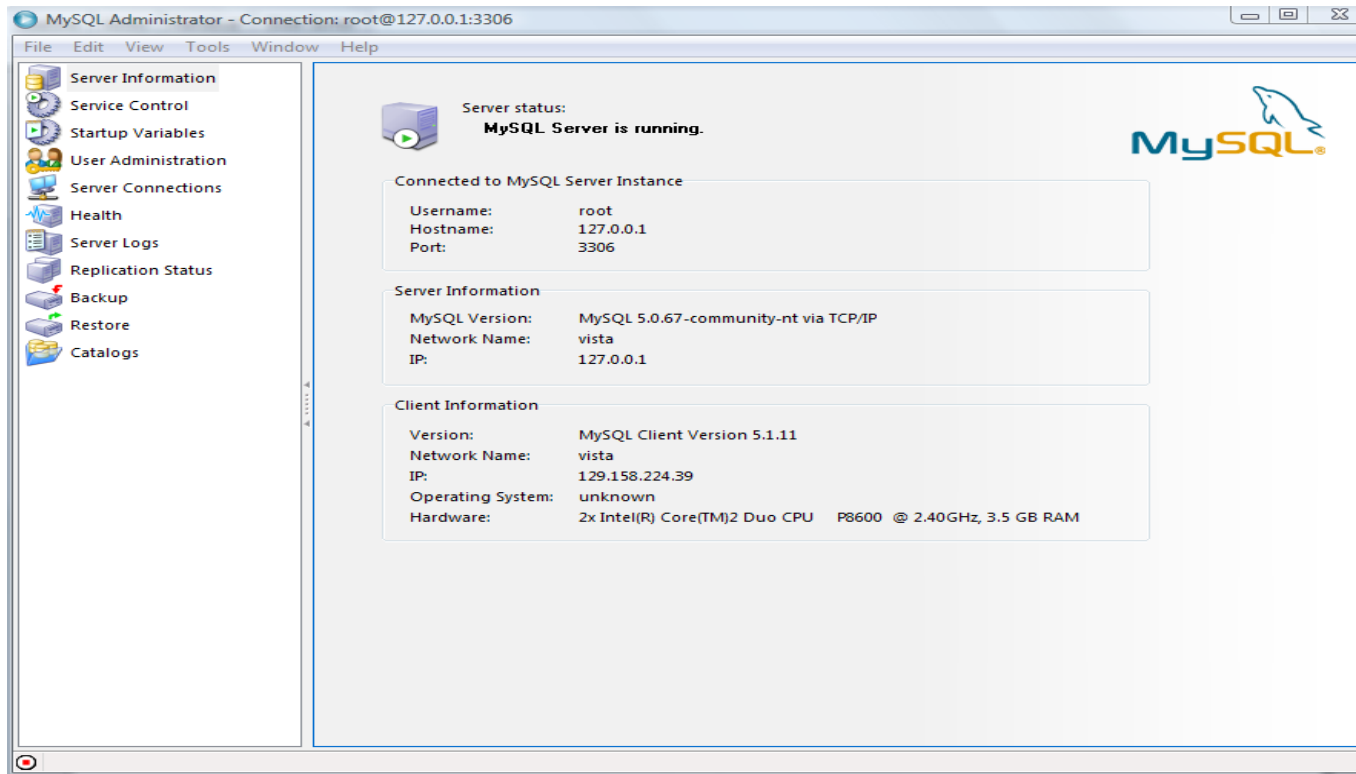 MySQL Administrator - Connection: root@127.0.0.1:3306
File Edit View Tools Window Help
Server Information
Service Control
Startup Variables
User Administration
Server Connections
Health
Server Logs
Replication Status
Backup
Restore
Catalogs
Server status:
MySQL Server is running.
MySQL®
Connected to MySQL Server Instance
Username: root
Hostname: 127.0.0.1
Port: 3306
Server Information
MySQL Version: MySQL 5.0.67-community-nt via TCP/IP
Network Name: vista
IP: 127.0.0.1
Client Information
Version: MySQL Client Version 5.1.11
Network Name: vista
IP: 129.158.224.39
Operating System: unknown
Hardware: 2x Intel(R) Core(TM)2 Duo CPU P8600 @ 2.40GHz, 3.5 GB RAM